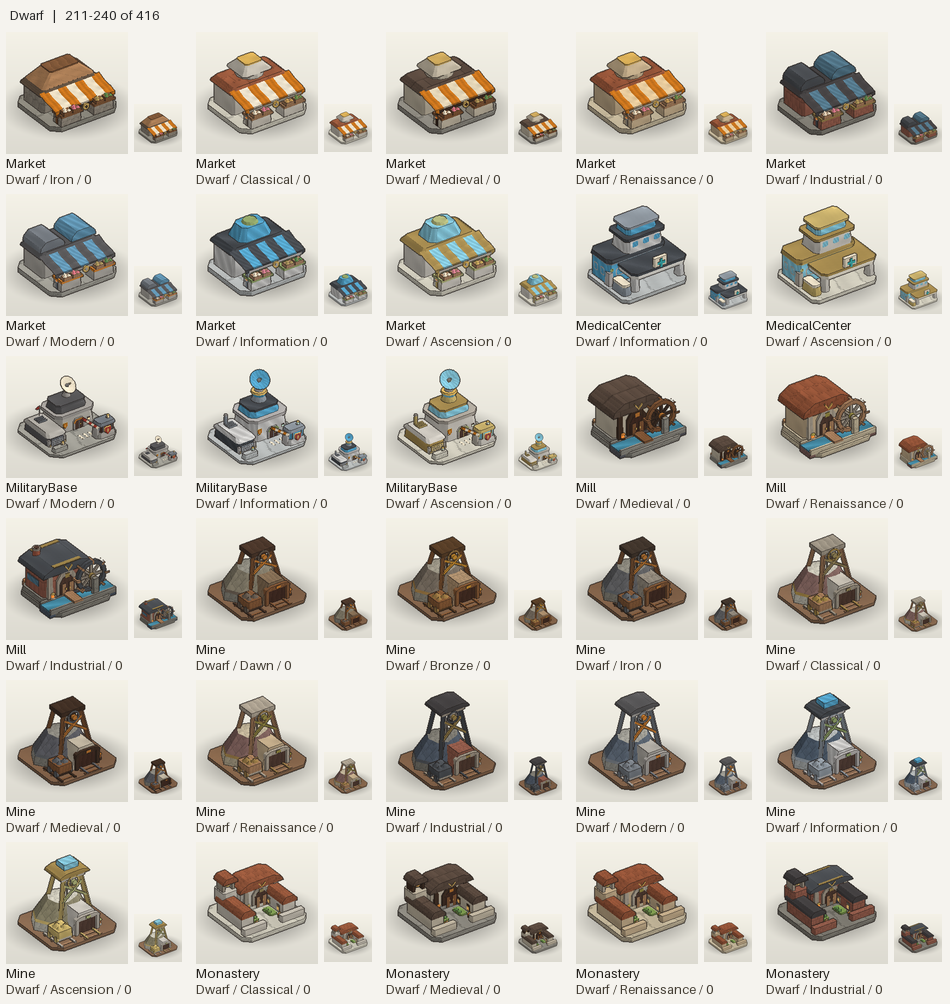 Dwarf | 211-240 of 416
Market
Dwarf / Iron / 0
Market
Dwarf / Classical / 0
Market
Dwarf / Medieval / 0
Market
Dwarf / Renaissance / 0
Market
Dwarf / Industrial / 0
Market
Dwarf / Modern / 0
Market
Dwarf / Information / 0
Market
Dwarf / Ascension / 0
MedicalCenter
Dwarf / Information / 0
MedicalCenter
Dwarf / Ascension / 0
MilitaryBase
Dwarf / Modern / 0
MilitaryBase
Dwarf / Information / 0
MilitaryBase
Dwarf / Ascension / 0
Mill
Dwarf / Medieval / 0
Mill
Dwarf / Renaissance / 0
Mill
Dwarf / Industrial / 0
Mine
Dwarf / Dawn / 0
Mine
Dwarf / Bronze / 0
Mine
Dwarf / Iron / 0
Mine
Dwarf / Classical / 0
Mine
Dwarf / Medieval / 0
Mine
Dwarf / Renaissance / 0
Mine
Dwarf / Industrial / 0
Mine
Dwarf / Modern / 0
Mine
Dwarf / Information / 0
Mine
Dwarf / Ascension / 0
Monastery
Dwarf / Classical / 0
Monastery
Dwarf / Medieval / 0
Monastery
Dwarf / Renaissance / 0
Monastery
Dwarf / Industrial / 0